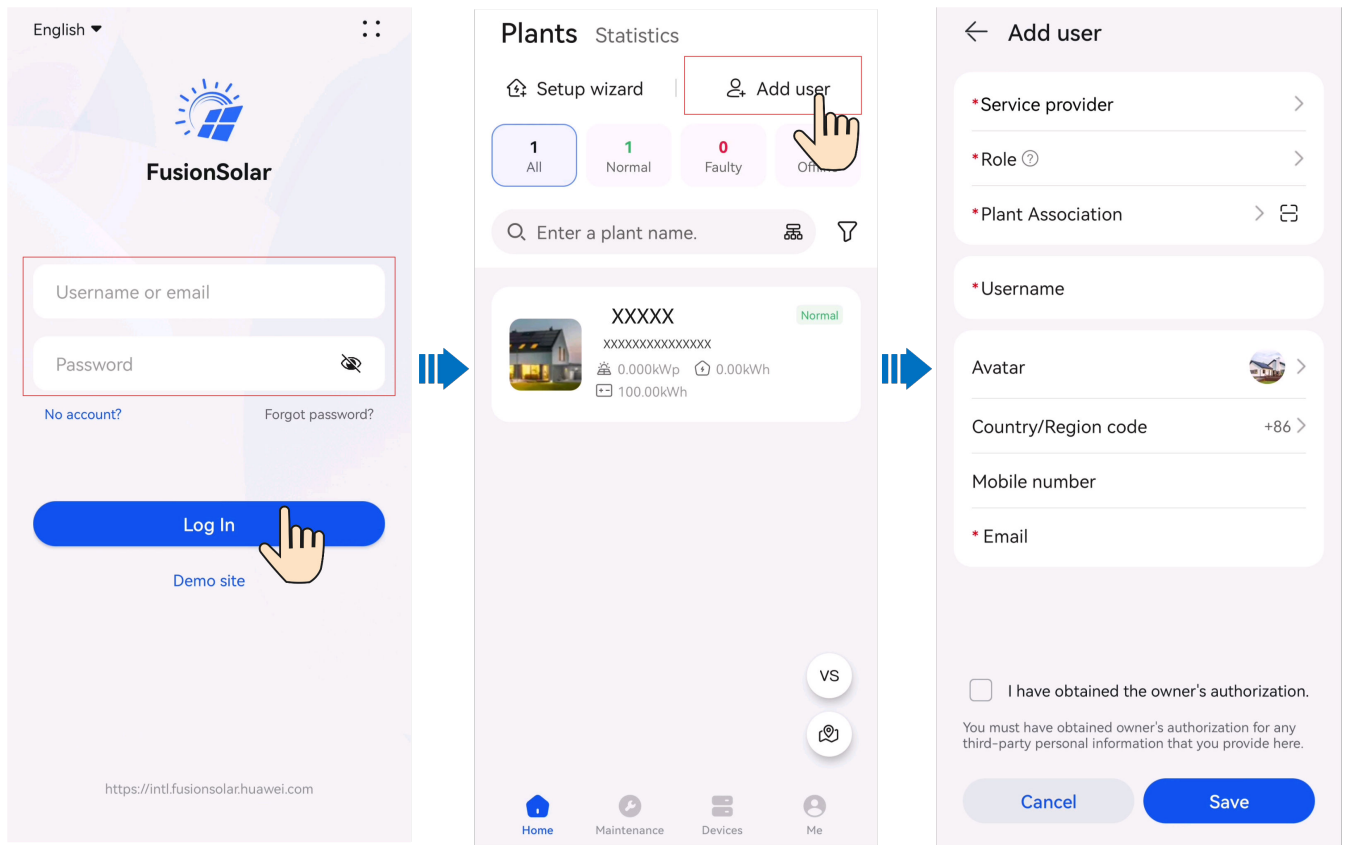 English
FusionSolar
Username or email
Password
No account? Forgot password?
Log In
Demo site
https://intl.fusionsolar.huawei.com
Plants Statistics
Setup wizard Add user
1 1 0
All Normal Faulty
Enter a plant name.
XXXXX Normal
XXXXXXXXXXXXXXX
0.000kWp 0.00kWh
100.00kWh
VS
Home Maintenance Devices Me
Add user
*Service provider
*Role ?
*Plant Association
*Username
Avatar
Country/Region code +86
Mobile number
* Email
I have obtained the owner's authorization.
You must have obtained owner's authorization for any
third-party personal information that you provide here.
Cancel Save